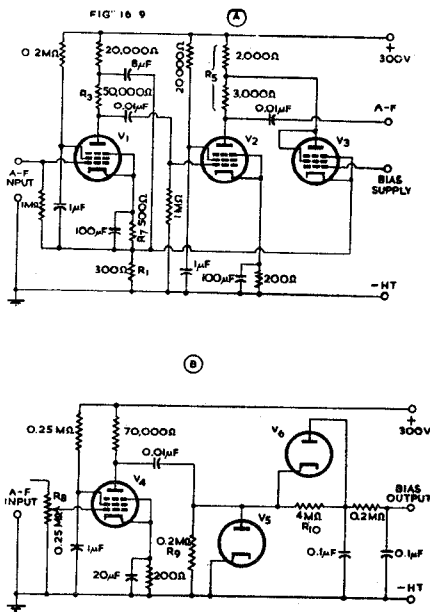 FIG" 16 9
A
0.2MΩ
20,000Ω
8μF
R3
50,000Ω
0.01μF
20,000Ω
R5
2,000Ω
3,000Ω
0.01μF
+
300V
A-F
V1
V2
V3
A-F
INPUT
BIAS
SUPPLY
1MΩ
1μF
100μF
R7 500Ω
300Ω
R1
1MΩ
1μF
100μF
200Ω
-HT
B
0.25 MΩ
70,000Ω
0.01μF
V6
+
300V
V4
A-F
INPUT
R8
0.25 MΩ
1μF
20μF
200Ω
0.2MΩ
R9
V5
4MΩ
R10
0.2MΩ
BIAS
OUTPUT
0.1μF
0.1μF
-HT